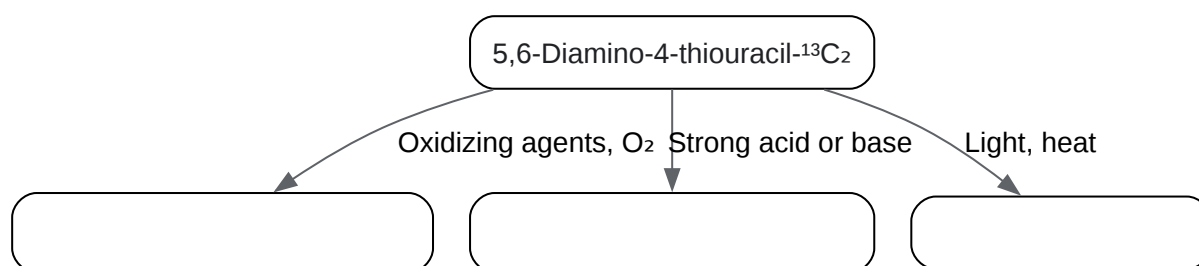 5,6-Diamino-4-thiouracil-¹³C₂
Oxidizing agents, O₂
Strong acid or base
Light, heat